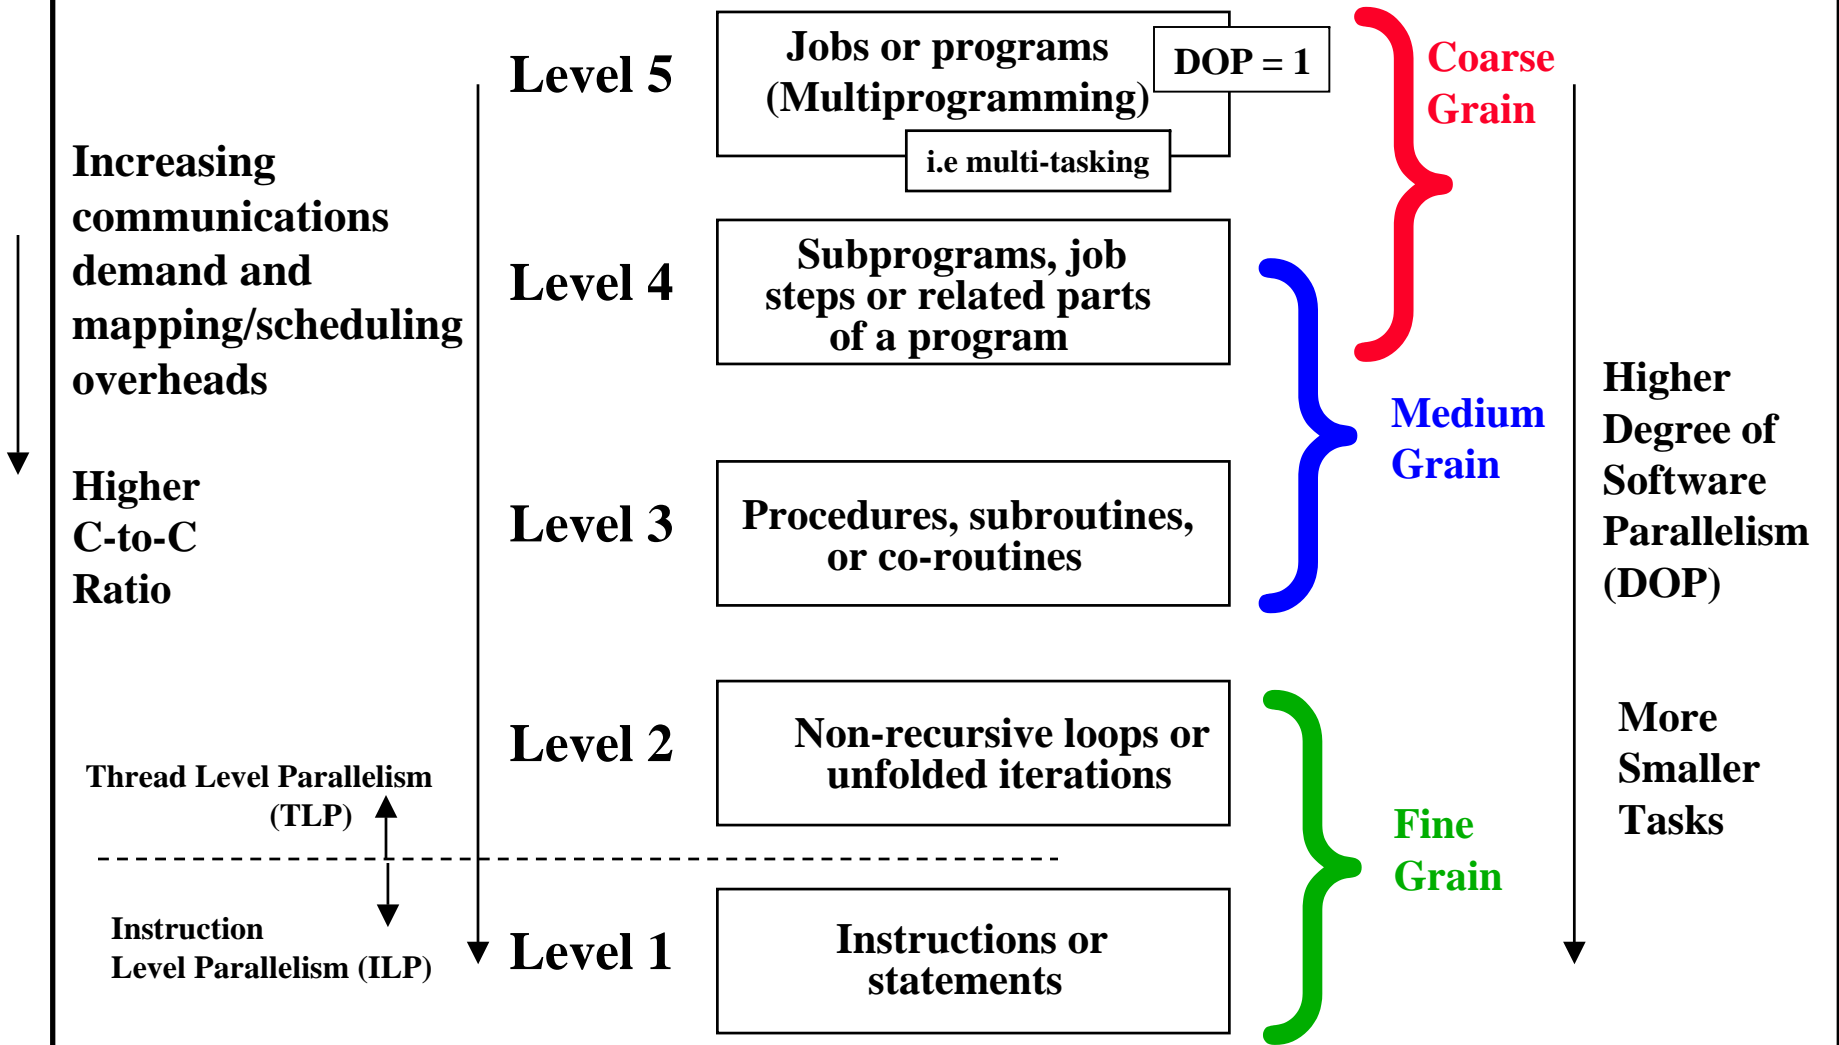 Level 5
Jobs or programs
(Multiprogramming)
DOP = 1
i.e multi-tasking
Coarse
Grain
Increasing
communications
demand and
mapping/scheduling
overheads
Level 4
Subprograms, job
steps or related parts
of a program
Medium
Grain
Higher
Degree of
Software
Parallelism
(DOP)
Higher
C-to-C
Ratio
Level 3
Procedures, subroutines,
or co-routines
Level 2
Non-recursive loops or
unfolded iterations
More
Smaller
Tasks
Thread Level Parallelism
(TLP)
Fine
Grain
Instruction
Level Parallelism (ILP)
Level 1
Instructions or
statements